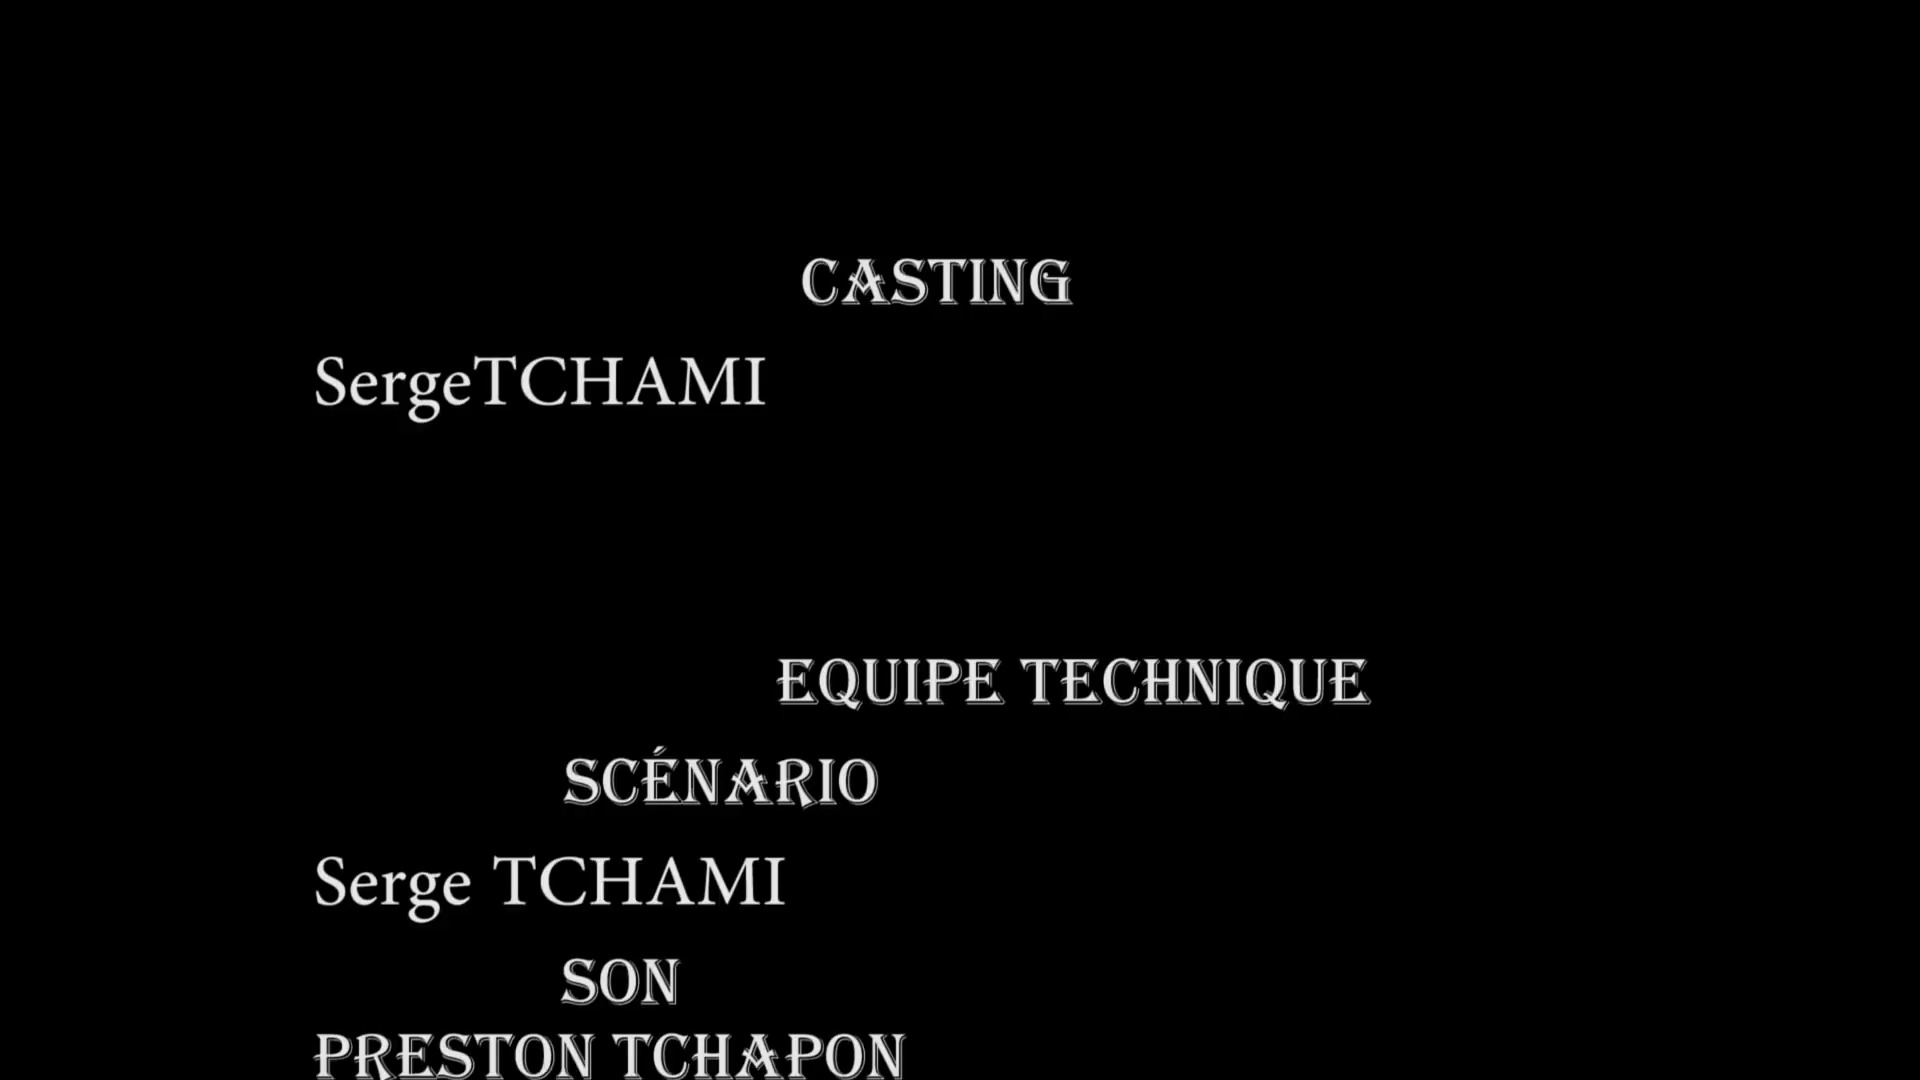 CASTING
SergeTCHAMI
EQUIPE TECHNIQUE
SCÉNARIO
Serge TCHAMI
SON
PRESTON TCHAPON